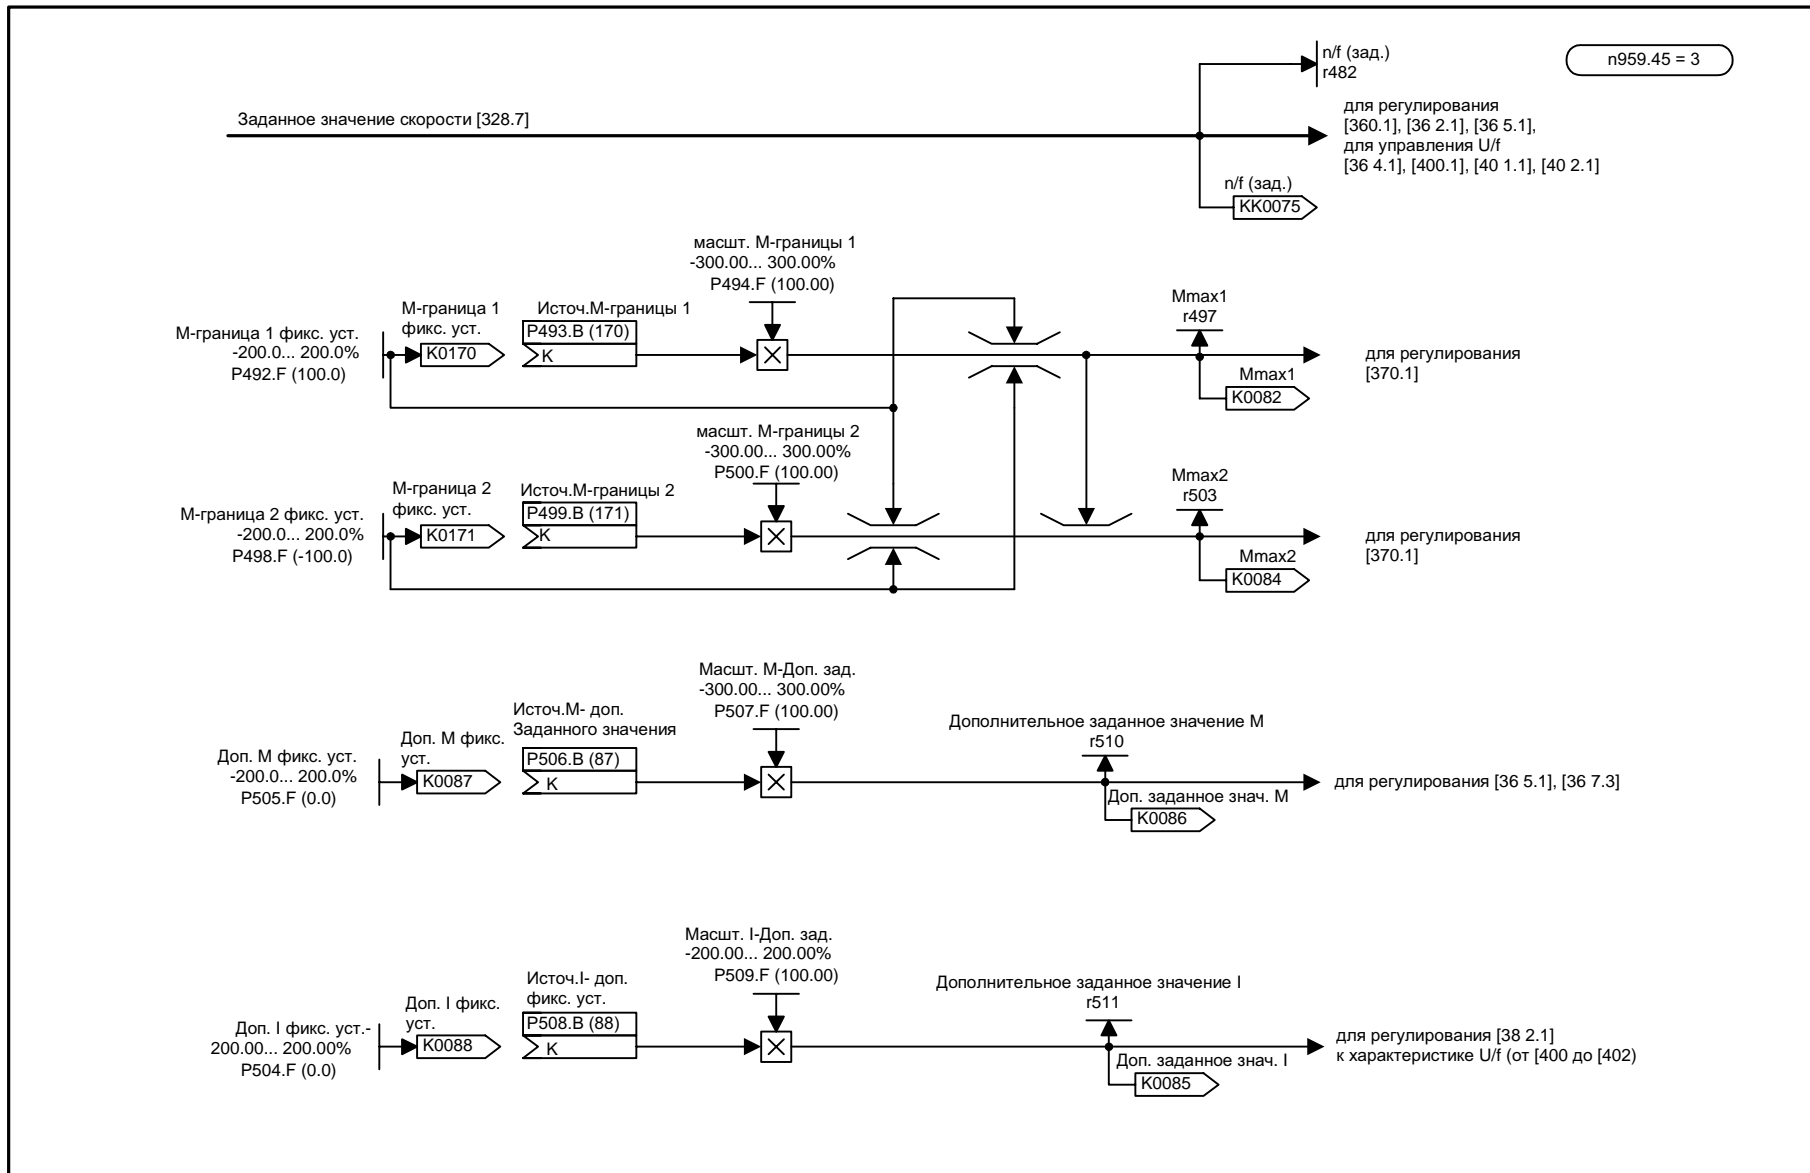 n/f (зад.)
r482
n959.45 = 3
Заданное значение скорости [328.7]
для регулирования
[360.1], [36 2.1], [36 5.1],
для управления U/f
[36 4.1], [400.1], [40 1.1], [40 2.1]
n/f (зад.)
KK0075
масшт. М-границы 1
-300.00... 300.00%
P494.F (100.00)
М-граница 1 фикс. уст.
-200.0... 200.0%
P492.F (100.0)
М-граница 1
фикс. уст.
K0170
Источ.М-границы 1
P493.B (170)
K
Mmax1
r497
Mmax1
K0082
для регулирования
[370.1]
масшт. М-границы 2
-300.00... 300.00%
P500.F (100.00)
М-граница 2 фикс. уст.
-200.0... 200.0%
P498.F (-100.0)
М-граница 2
фикс. уст.
K0171
Источ.М-границы 2
P499.B (171)
K
Mmax2
r503
Mmax2
K0084
для регулирования
[370.1]
Масшт. М-Доп. зад.
-300.00... 300.00%
P507.F (100.00)
Доп. М фикс. уст.
-200.0... 200.0%
P505.F (0.0)
Доп. М фикс.
уст.
K0087
Источ.М- доп.
Заданного значения
P506.B (87)
K
Дополнительное заданное значение М
r510
Доп. заданное знач. М
K0086
для регулирования [36 5.1], [36 7.3]
Масшт. I-Доп. зад.
-200.00... 200.00%
P509.F (100.00)
Доп. I фикс. уст.-
200.00... 200.00%
P504.F (0.0)
Доп. I фикс.
уст.
K0088
Источ.I- доп.
фикс. уст.
P508.B (88)
K
Дополнительное заданное значение I
r511
Доп. заданное знач. I
K0085
для регулирования [38 2.1]
к характеристике U/f (от [400 до [402)